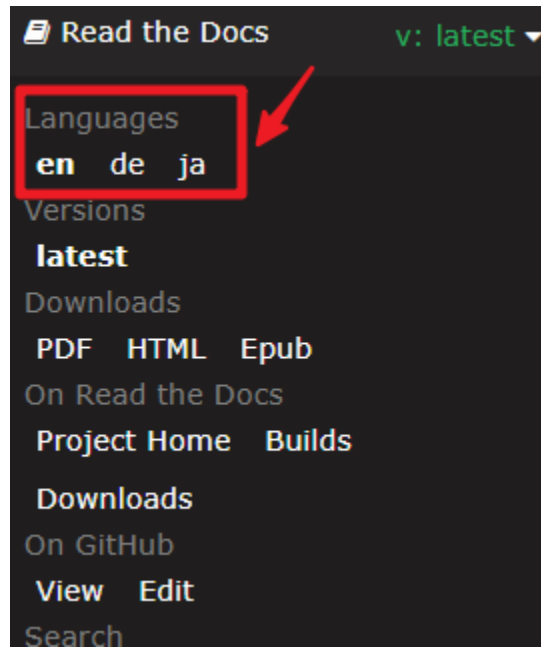 Read the Docs v: latest
Languages
en de ja
Versions
latest
Downloads
PDF HTML Epub
On Read the Docs
Project Home Builds
Downloads
On GitHub
View Edit
Search